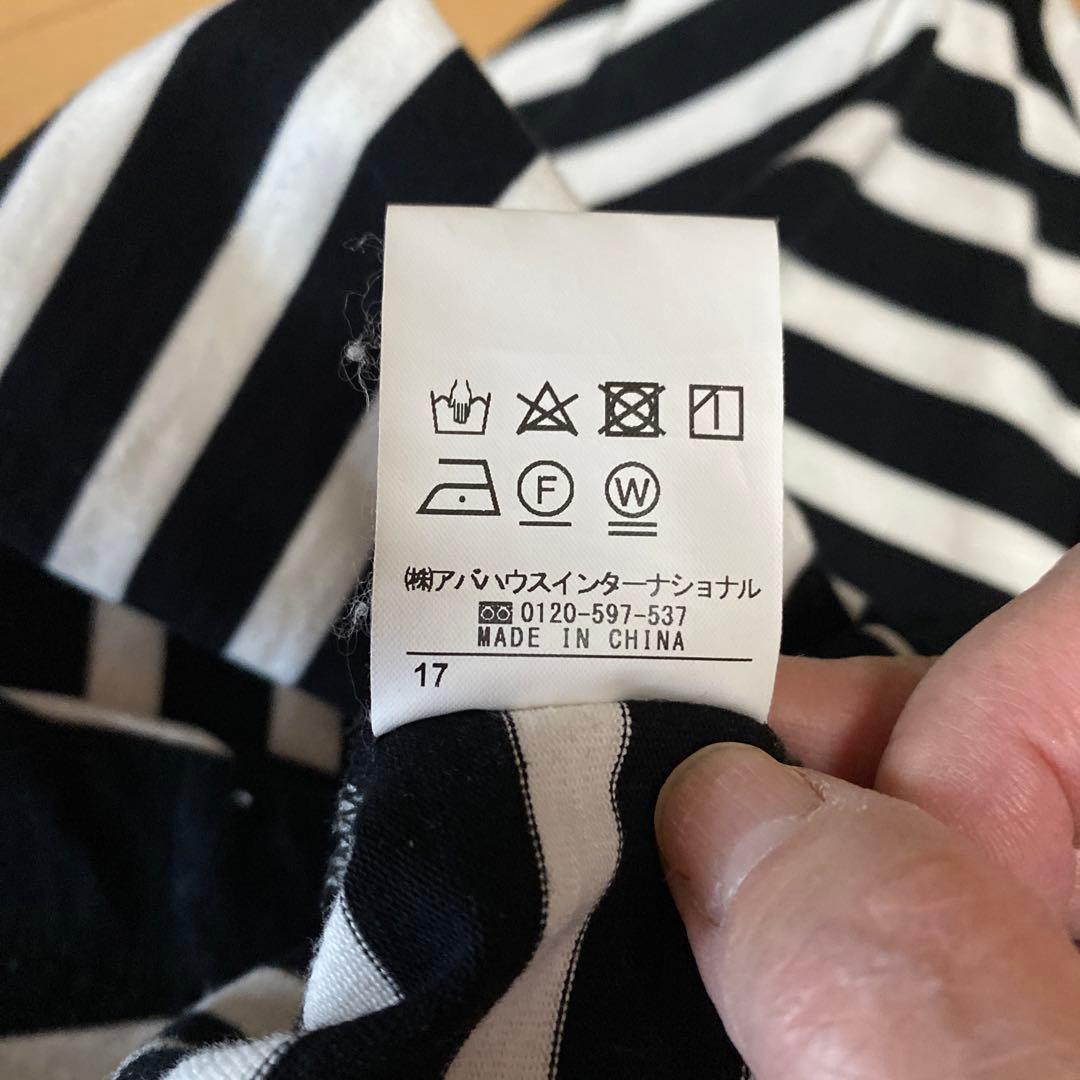 F W
㈱アバハウスインターナショナル
0120-597-537
MADE IN CHINA
17